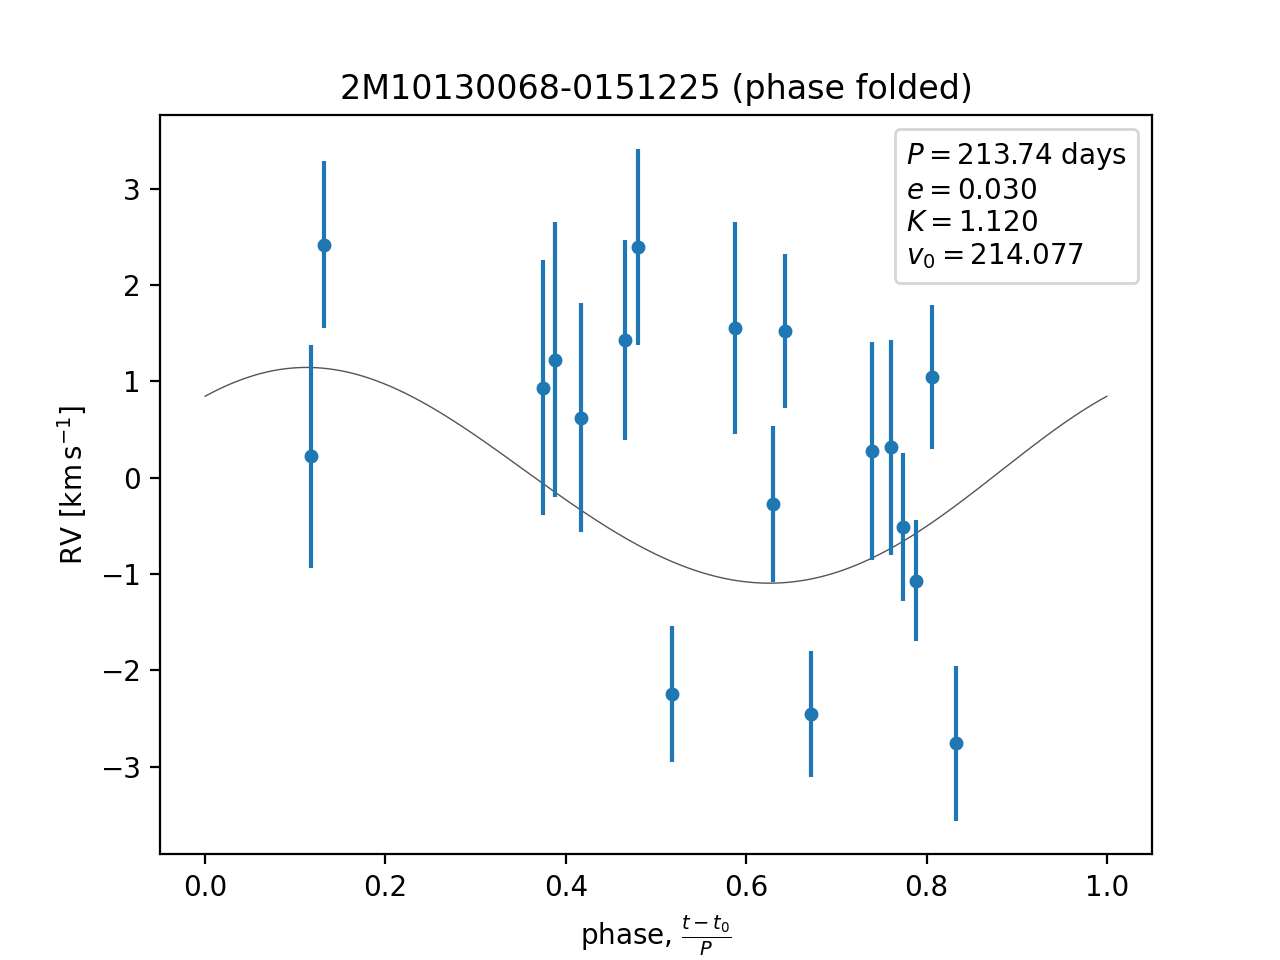 2M10130068-0151225 (phase folded)
P = 213.74 days
e = 0.030
K = 1.120
v₀ = 214.077
RV [km s⁻¹]
3
2
1
0
−1
−2
−3
0.0 0.2 0.4 0.6 0.8 1.0
phase, (t − t₀)/P